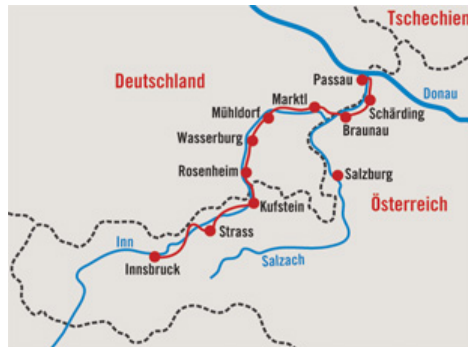 Tschechien
Deutschland
Passau
Donau
Marktl
Schärding
Mühldorf
Braunau
Wasserburg
Rosenheim
Salzburg
Kufstein
Österreich
Strass
Inn
Innsbruck
Salzach